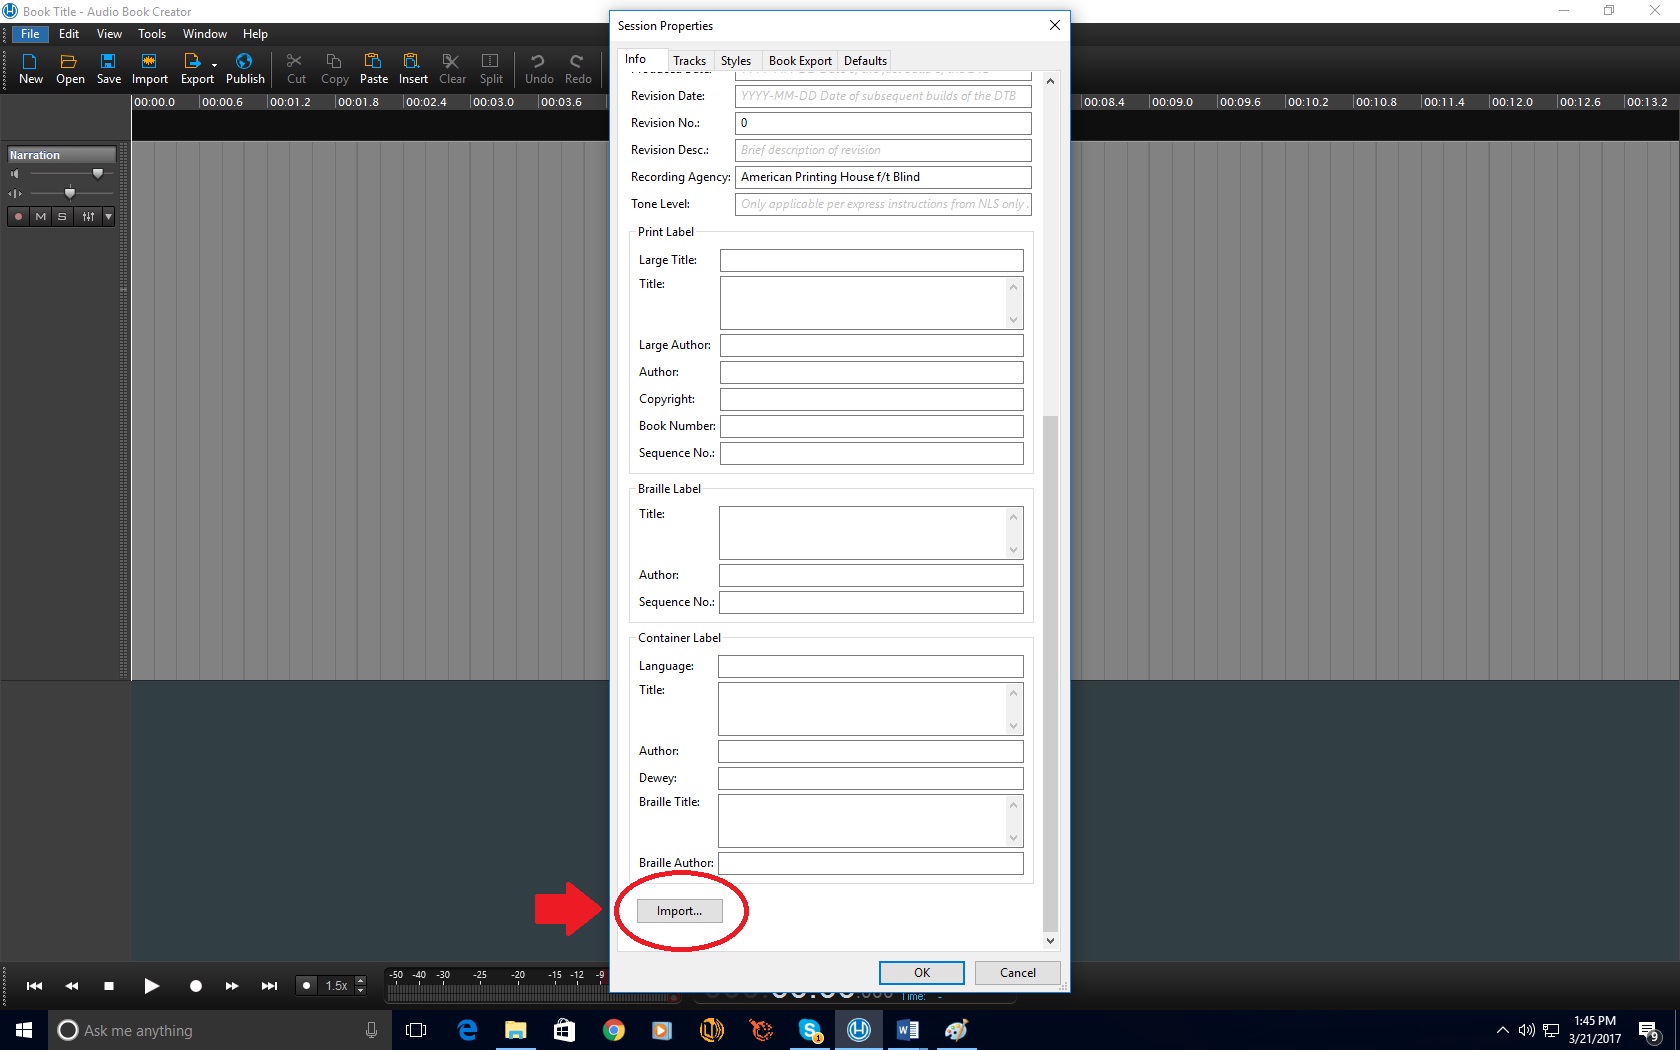 Book Title - Audio Book Creator
File Edit View Tools Window Help
New Open Save Import Export Publish Cut Copy Paste Insert Clear Split Undo Redo
00:00.0 00:00.6 00:01.2 00:01.8 00:02.4 00:03.0 00:03.6 00:08.4 00:09.0 00:09.6 00:10.2 00:10.8 00:11.4 00:12.0 00:12.6 00:13.2
Narration
M S
Session Properties
Info Tracks Styles Book Export Defaults
Revision Date: YYYY-MM-DD Date of subsequent builds of the DTB
Revision No.: 0
Revision Desc.: Brief description of revision
Recording Agency: American Printing House f/t Blind
Tone Level: Only applicable per express instructions from NLS only .
Print Label
Large Title:
Title:
Large Author:
Author:
Copyright:
Book Number:
Sequence No.:
Braille Label
Title:
Author:
Sequence No.:
Container Label
Language:
Title:
Author:
Dewey:
Braille Title:
Braille Author:
Import...
OK Cancel
1.5x
-50 -40 -30 -25 -20 -15 -12 -9
Time: -
Ask me anything
1
1:45 PM
3/21/2017
9